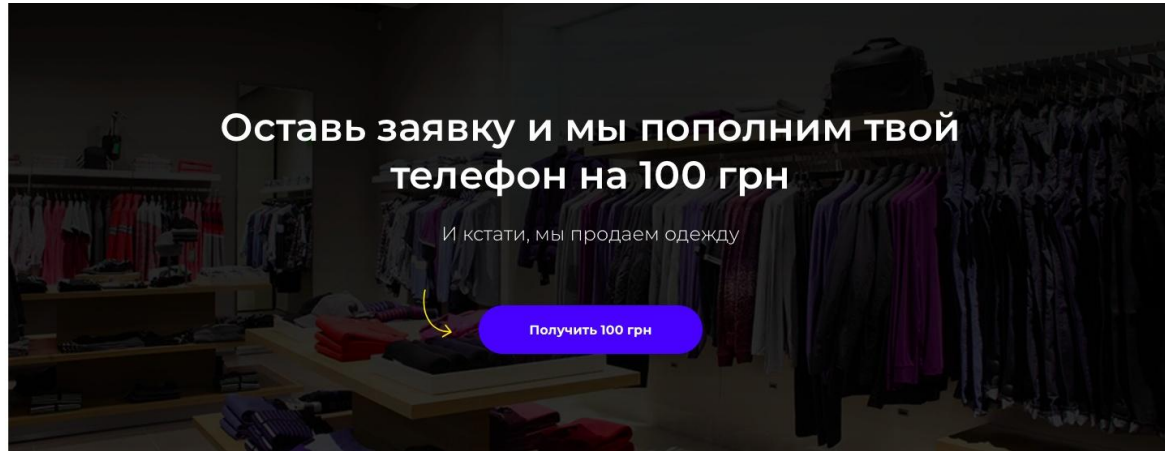 Оставь заявку и мы пополним твой
телефон на 100 грн
И кстати, мы продаем одежду
Получить 100 грн